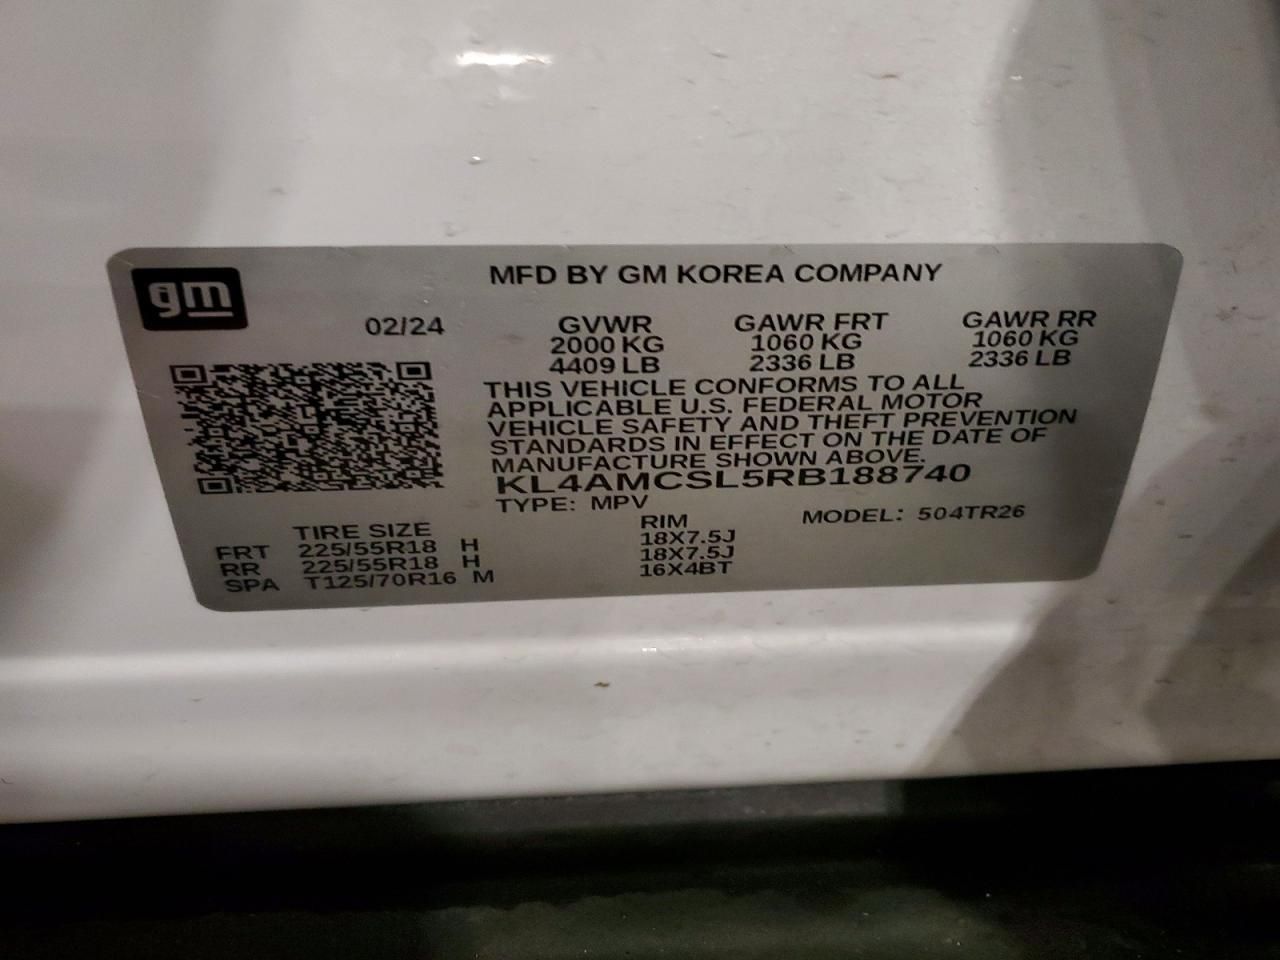 gm
MFD BY GM KOREA COMPANY
02/24
GVWR GAWR FRT GAWR RR
2000 KG 1060 KG 1060 KG
4409 LB 2336 LB 2336 LB
THIS VEHICLE CONFORMS TO ALL
APPLICABLE U.S. FEDERAL MOTOR
VEHICLE SAFETY AND THEFT PREVENTION
STANDARDS IN EFFECT ON THE DATE OF
MANUFACTURE SHOWN ABOVE.
KL4AMCSL5RB188740
TYPE: MPV
MODEL: 504TR26
TIRE SIZE RIM
FRT 225/55R18 H 18X7.5J
RR 225/55R18 H 18X7.5J
SPA T125/70R16 M 16X4BT